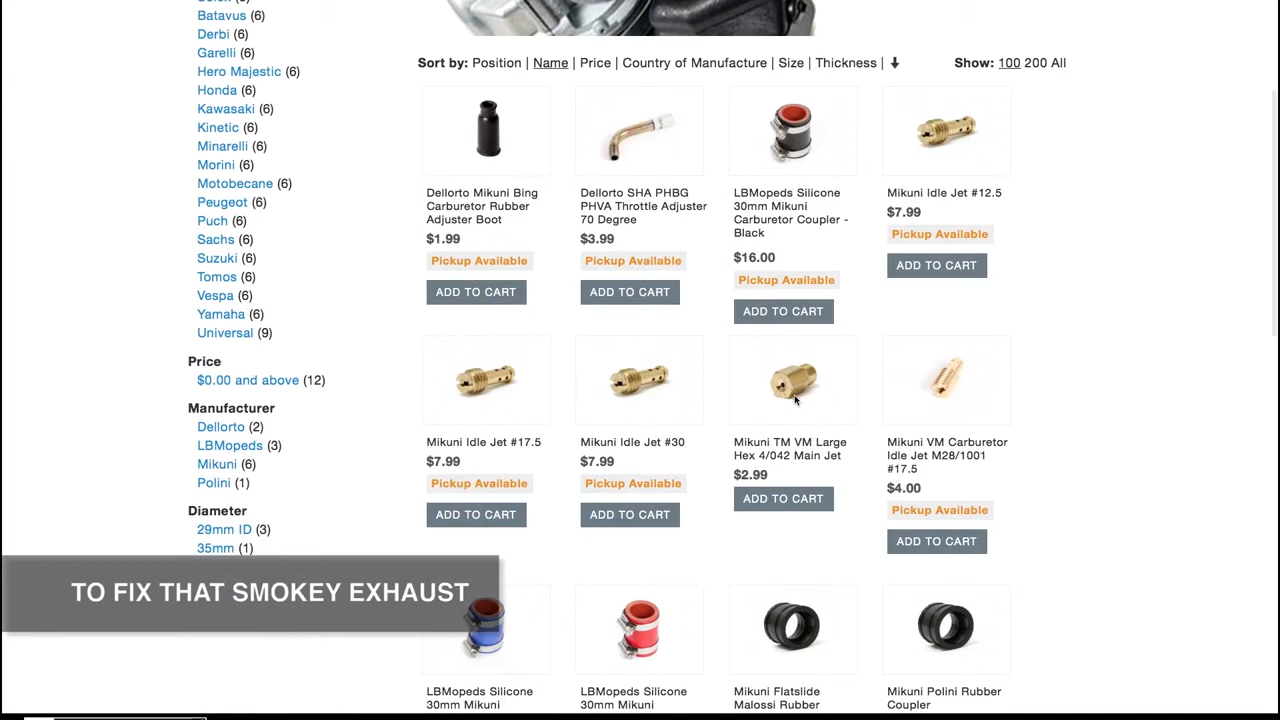 Batavus (6)
Derbi (6)
Garelli (6)
Hero Majestic (6)
Honda (6)
Kawasaki (6)
Kinetic (6)
Minarelli (6)
Morini (6)
Motobecane (6)
Peugeot (6)
Puch (6)
Sachs (6)
Suzuki (6)
Tomos (6)
Vespa (6)
Yamaha (6)
Universal (9)
Price
$0.00 and above (12)
Manufacturer
Dellorto (2)
LBMopeds (3)
Mikuni (6)
Polini (1)
Diameter
29mm ID (3)
35mm (1)
Sort by: Position | Name | Price | Country of Manufacture | Size | Thickness |
Show: 100 200 All
Dellorto Mikuni Bing
Carburetor Rubber
Adjuster Boot
$1.99
Pickup Available
ADD TO CART
Dellorto SHA PHBG
PHVA Throttle Adjuster
70 Degree
$3.99
Pickup Available
ADD TO CART
LBMopeds Silicone
30mm Mikuni
Carburetor Coupler -
Black
$16.00
Pickup Available
ADD TO CART
Mikuni Idle Jet #12.5
$7.99
Pickup Available
ADD TO CART
Mikuni Idle Jet #17.5
$7.99
Pickup Available
ADD TO CART
Mikuni Idle Jet #30
$7.99
Pickup Available
ADD TO CART
Mikuni TM VM Large
Hex 4/042 Main Jet
$2.99
ADD TO CART
Mikuni VM Carburetor
Idle Jet M28/1001
#17.5
$4.00
Pickup Available
ADD TO CART
TO FIX THAT SMOKEY EXHAUST
LBMopeds Silicone
30mm Mikuni
LBMopeds Silicone
30mm Mikuni
Mikuni Flatslide
Malossi Rubber
Mikuni Polini Rubber
Coupler